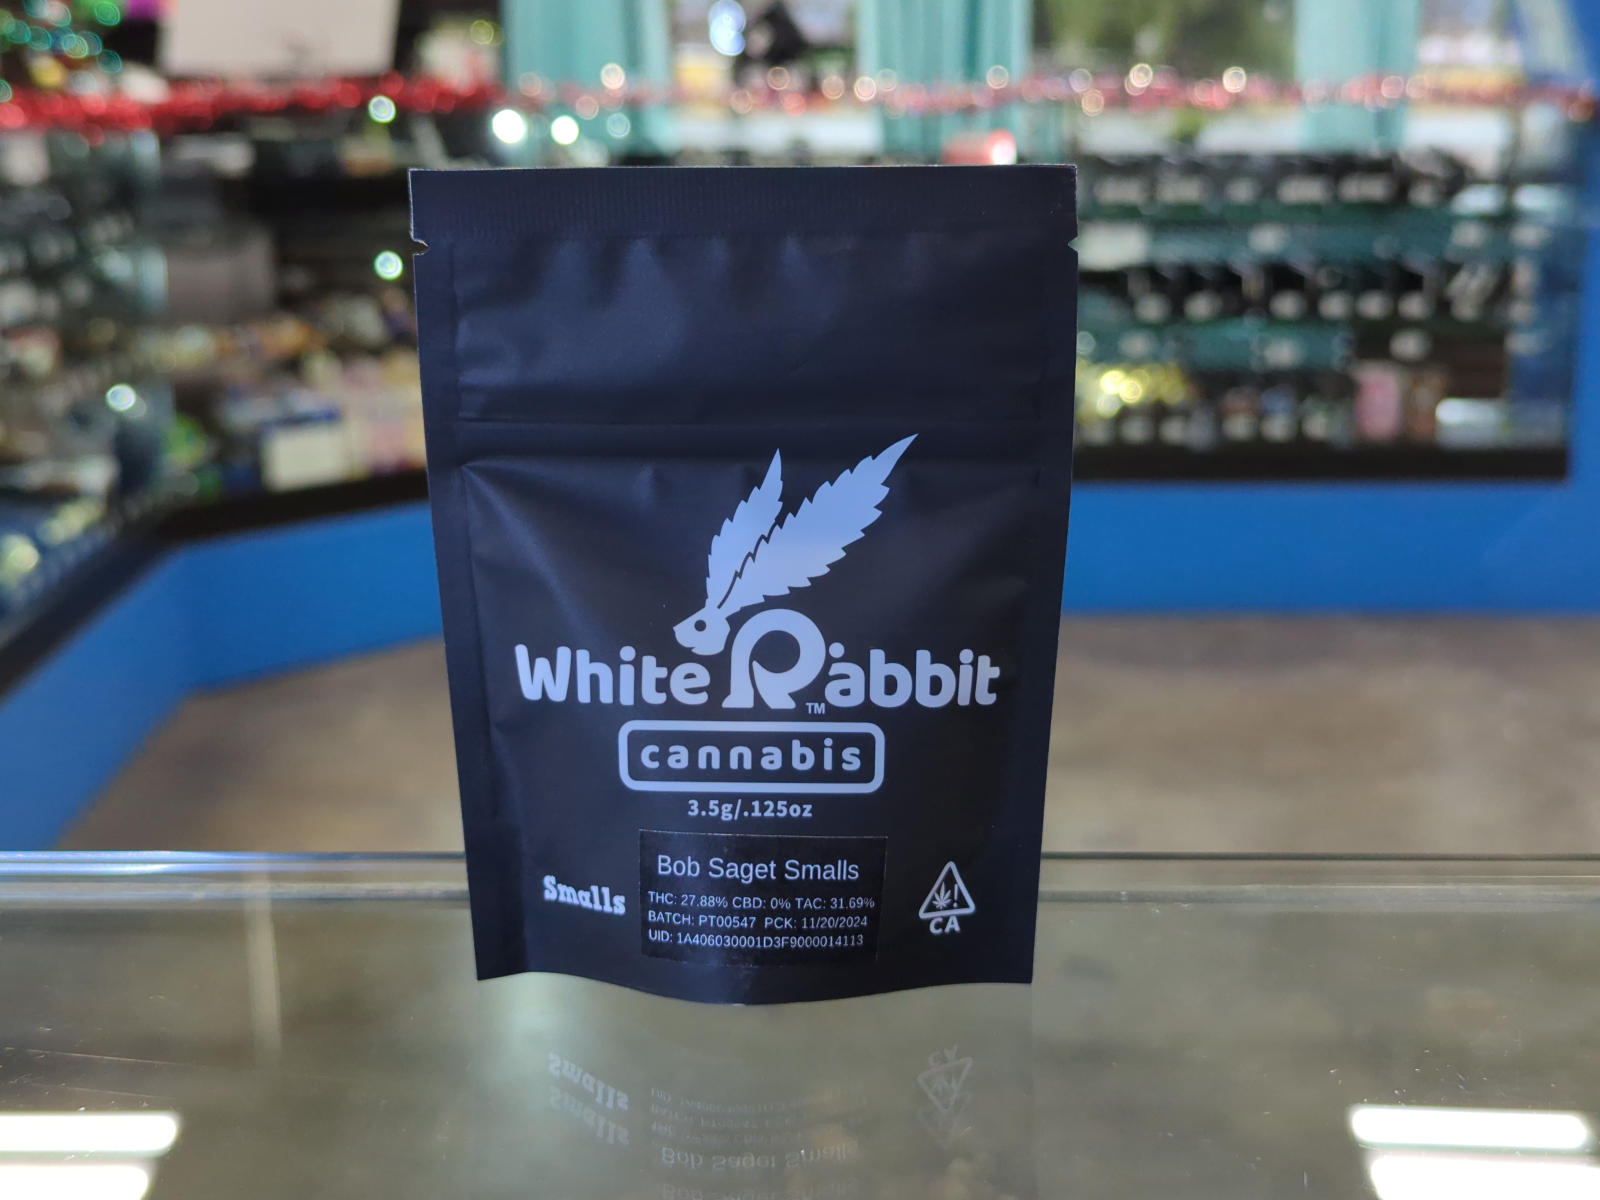 White Rabbit
TM
cannabis
3.5g/.125oz
Smalls
Bob Saget Smalls
THC: 27.88% CBD: 0% TAC: 31.69%
BATCH: PT00547 PCK: 11/20/2024
UID: 1A406030001D3F9000014113
CA